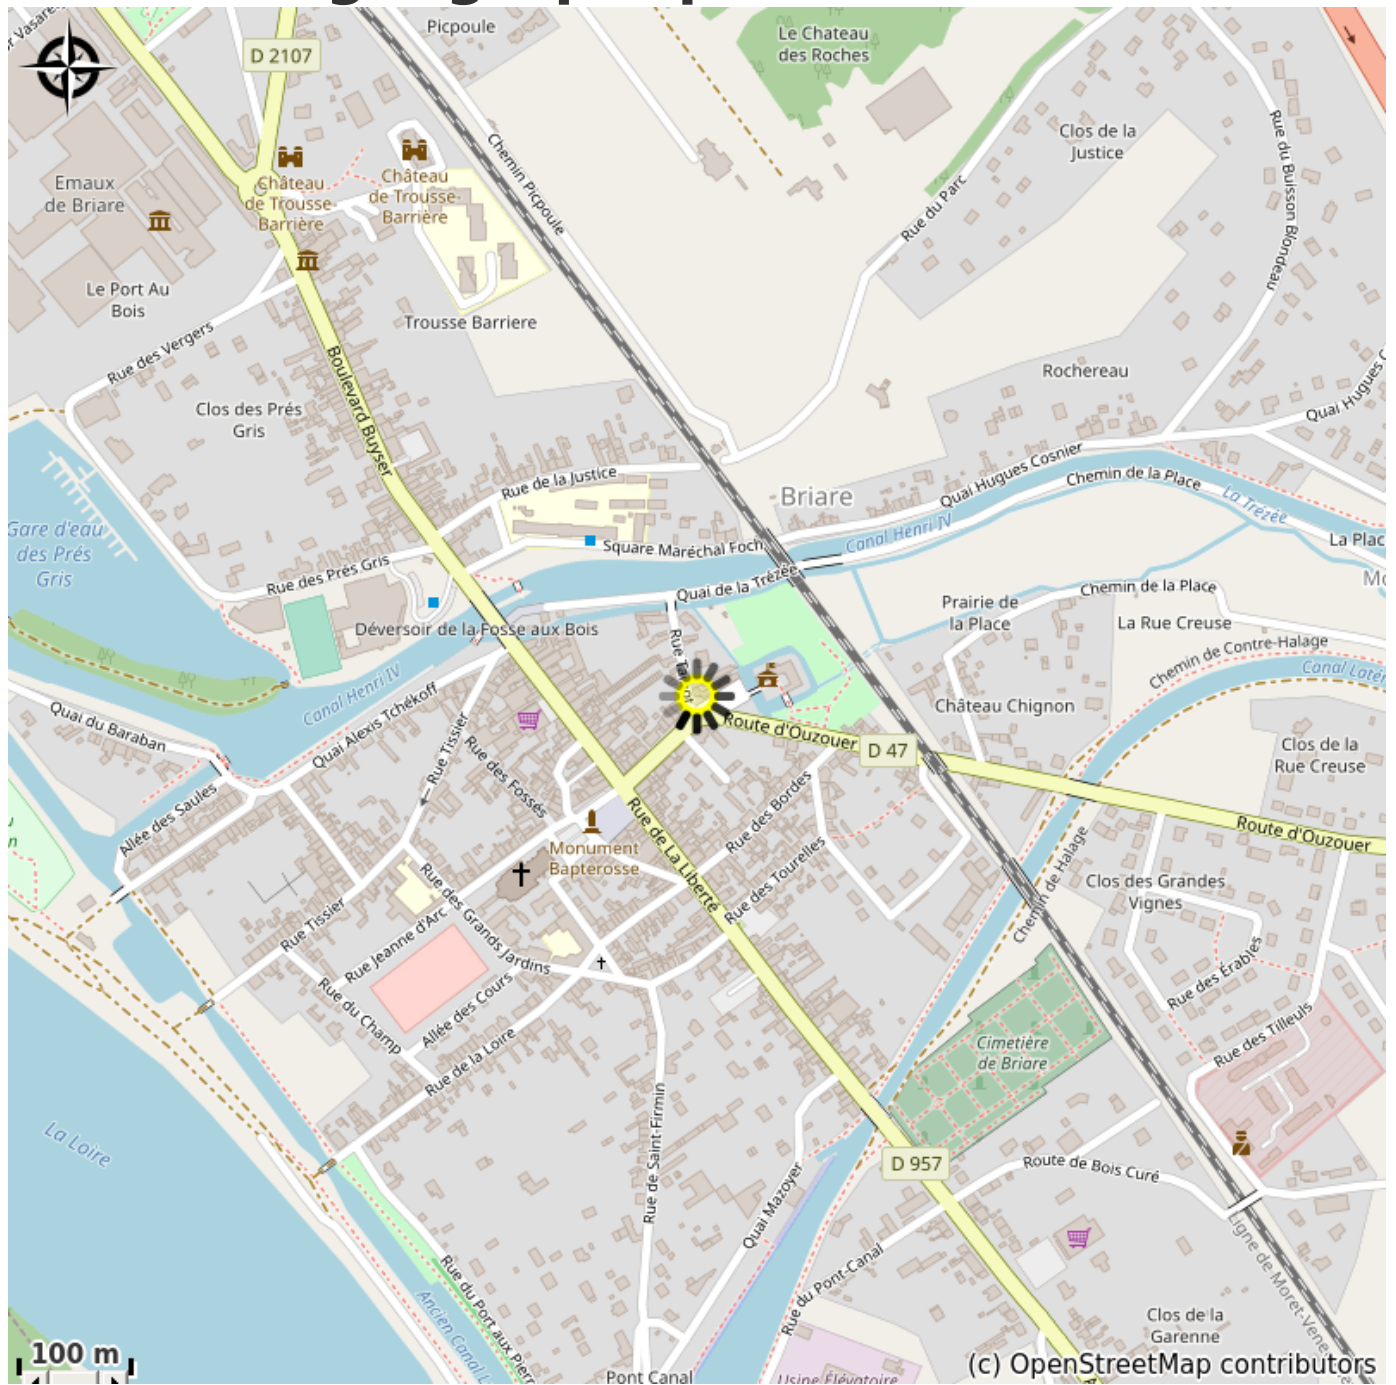 Picpoule
Le Chateau
des Roches
D 2107
Chemin Picpoule
Clos de la
Justice
Rue du Buisson Blondeau
Rue du Parc
Emaux
de Briare
Château
de Trousse-
Barrière
Château
de Trousse-
Barrière
Le Port Au
Bois
Trousse Barriere
Rue des Vergers
Boulevard Buyser
Rochereau
Quai Hugues
Clos des Prés
Gris
Quai Hugues Cosnier
Rue de la Justice
Briare
Chemin de la Place
La Trézée
Canal Henri IV
Gare d'eau
des Prés
Gris
Square Maréchal Foch
La Plac
Rue des Prés Gris
Quai de la Trézée
Chemin de la Place
Prairie de
la Place
La Rue Creuse
Déversoir de la Fosse aux Bois
Chemin de Contre-Halage
Canal Laté
Canal Henri IV
Quai Alexis Tchékoff
Quai du Baraban
Château Chignon
Route d'Ouzouer
D 47
Rue Tissier
Rue des Fossés
Clos de la
Rue Creuse
Allée des Saules
Rue des Bordes
Rue de La Liberté
Route d'Ouzouer
Monument
Bapterosse
Rue des Tourelles
Chemin de Halage
Clos des Grandes
Vignes
Rue des Grands Jardins
Rue Tissier
Rue Jeanne d'Arc
Rue des Érables
Rue du Champ
Allée des Cours
Rue des Tilleuls
Rue de la Loire
Cimetière
de Briare
Rue de Saint-Firmin
La Loire
D 957
Route de Bois Curé
Quai Mazoyer
Rue du Pont-Canal
Rue du Port aux Pierr
Ancien Canal L
Ligne de Moret-Vene
Clos de la
Garenne
100 m
(c) OpenStreetMap contributors
Pont Canal
Usine Élévatoire